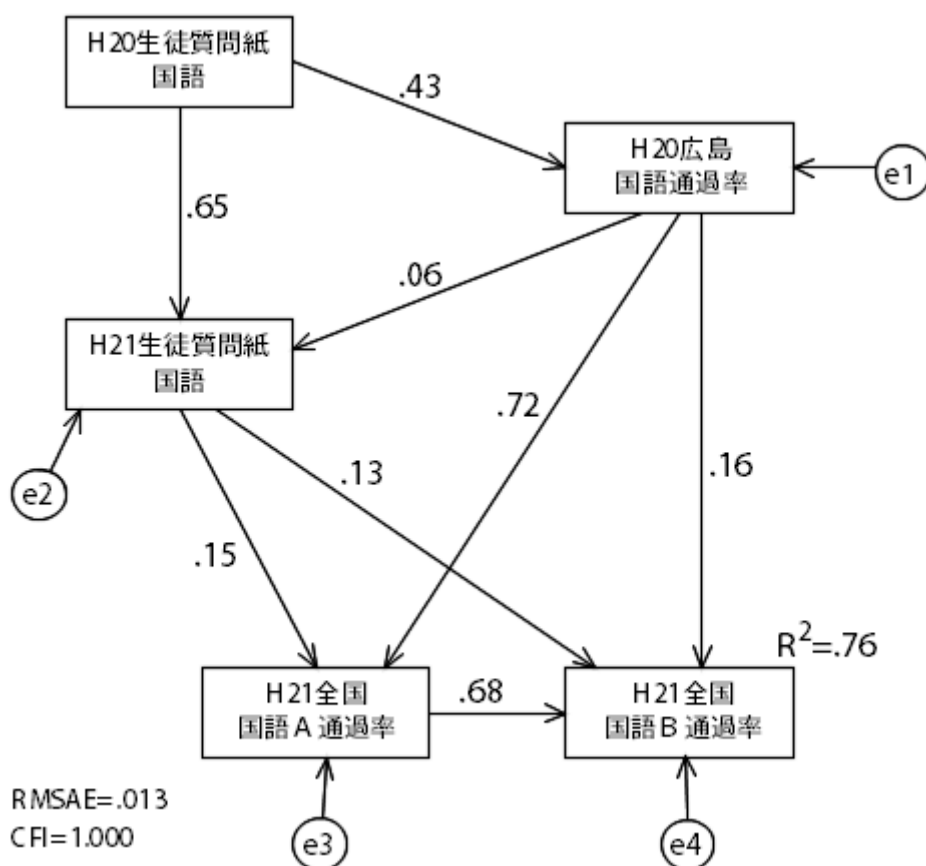 H20生徒質問紙
国語
.43
H20広島
国語通過率
e1
.65
.06
H21生徒質問紙
国語
.72
e2
.13
.16
.15
R²=.76
H21全国
国語A 通過率
.68
H21全国
国語B 通過率
RMSAE=.013
CFI=1.000
e3
e4